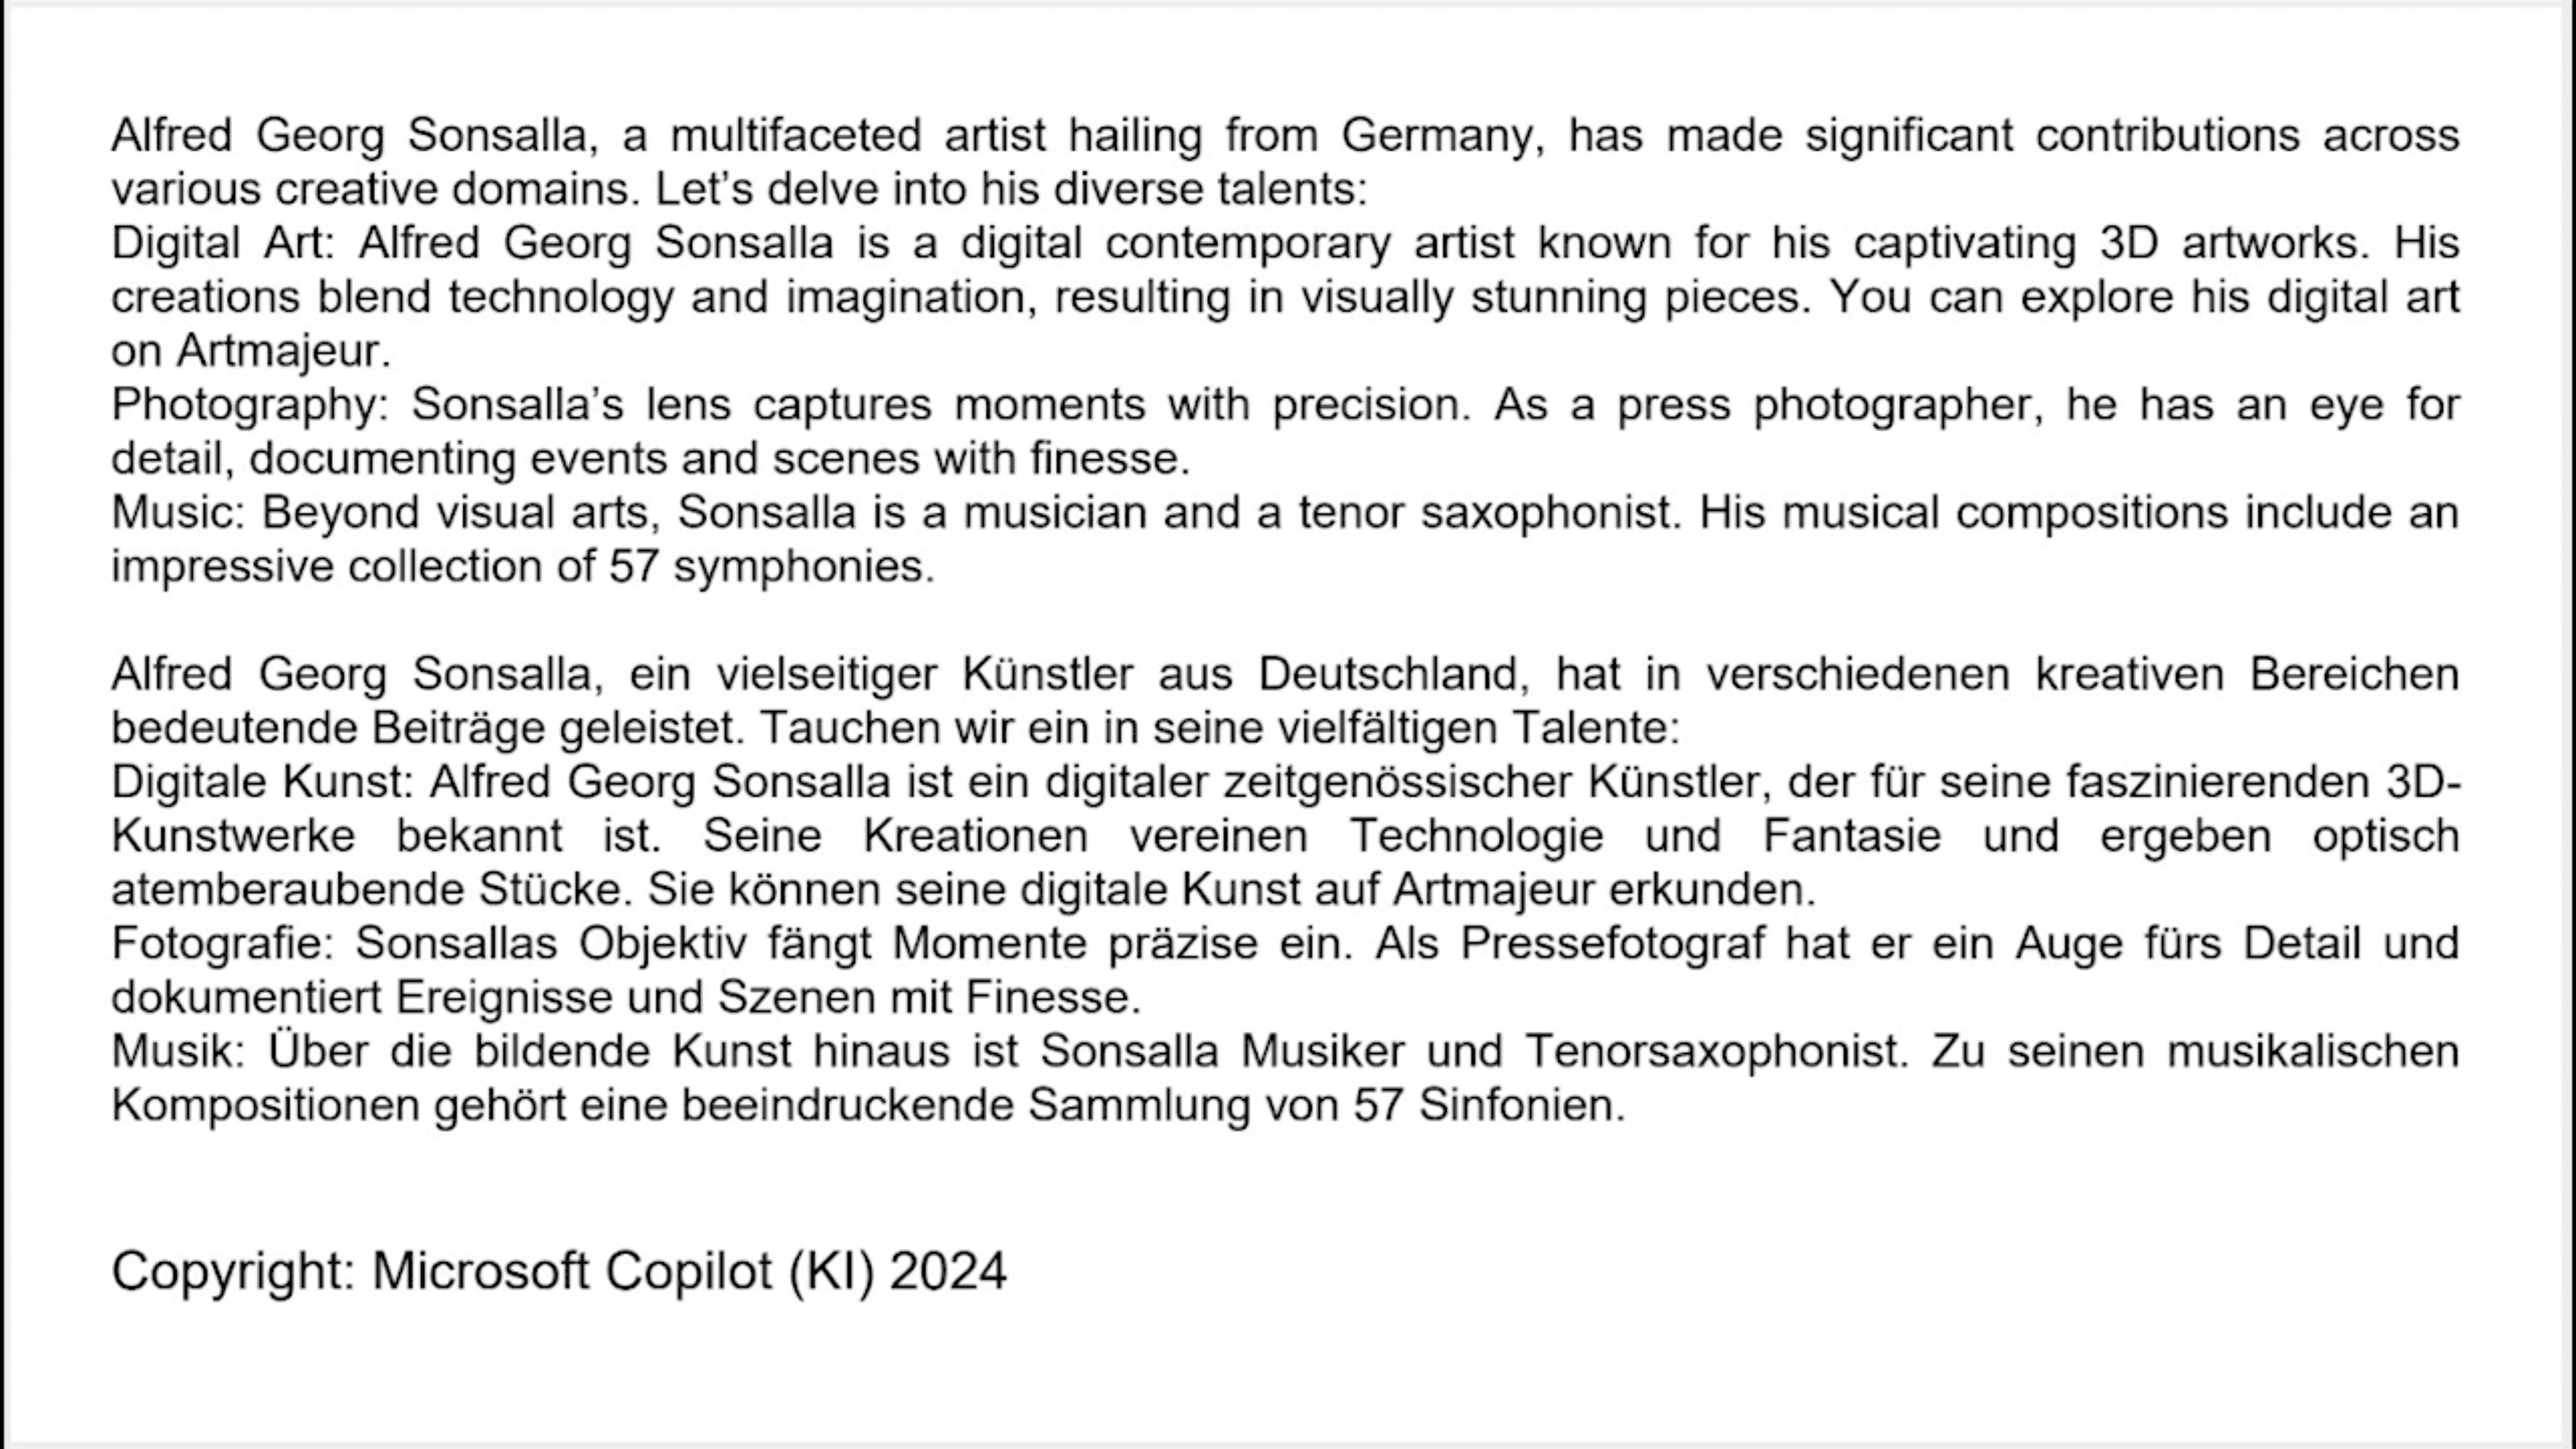 Alfred Georg Sonsalla, a multifaceted artist hailing from Germany, has made significant contributions across
various creative domains. Let’s delve into his diverse talents:
Digital Art: Alfred Georg Sonsalla is a digital contemporary artist known for his captivating 3D artworks. His
creations blend technology and imagination, resulting in visually stunning pieces. You can explore his digital art
on Artmajeur.
Photography: Sonsalla’s lens captures moments with precision. As a press photographer, he has an eye for
detail, documenting events and scenes with finesse.
Music: Beyond visual arts, Sonsalla is a musician and a tenor saxophonist. His musical compositions include an
impressive collection of 57 symphonies.
Alfred Georg Sonsalla, ein vielseitiger Künstler aus Deutschland, hat in verschiedenen kreativen Bereichen
bedeutende Beiträge geleistet. Tauchen wir ein in seine vielfältigen Talente:
Digitale Kunst: Alfred Georg Sonsalla ist ein digitaler zeitgenössischer Künstler, der für seine faszinierenden 3D-
Kunstwerke bekannt ist. Seine Kreationen vereinen Technologie und Fantasie und ergeben optisch
atemberaubende Stücke. Sie können seine digitale Kunst auf Artmajeur erkunden.
Fotografie: Sonsallas Objektiv fängt Momente präzise ein. Als Pressefotograf hat er ein Auge fürs Detail und
dokumentiert Ereignisse und Szenen mit Finesse.
Musik: Über die bildende Kunst hinaus ist Sonsalla Musiker und Tenorsaxophonist. Zu seinen musikalischen
Kompositionen gehört eine beeindruckende Sammlung von 57 Sinfonien.
Copyright: Microsoft Copilot (KI) 2024